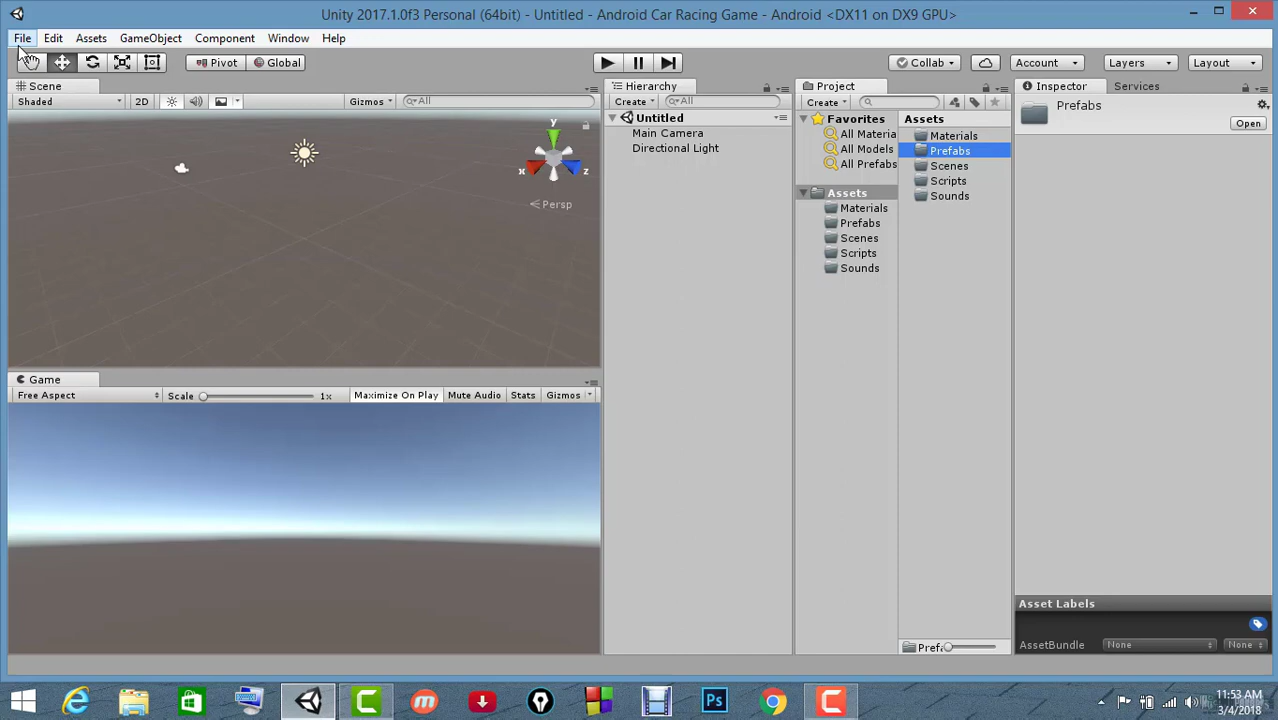 Unity 2017.1.0f3 Personal (64bit) - Untitled - Android Car Racing Game - Android <DX11 on DX9 GPU>
File Edit Assets GameObject Component Window Help
Pivot Global Collab Account Layers Layout
Scene
Shaded 2D Gizmos All
y
x z
Persp
Game
Free Aspect Scale 1x Maximize On Play Mute Audio Stats Gizmos
Hierarchy
Create All
Untitled
Main Camera
Directional Light
Project
Create
Favorites
All Materia
All Models
All Prefabs
Assets
Materials
Prefabs
Scenes
Scripts
Sounds
Assets
Materials
Prefabs
Scenes
Scripts
Sounds
Prefa
Inspector Services
Prefabs
Open
Asset Labels
AssetBundle None None
Ps
11:53 AM
3/4/2018